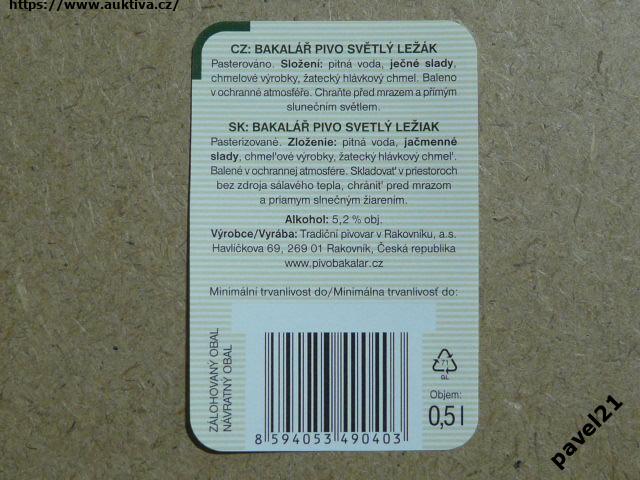 https://www.auktiva.cz/
CZ: BAKALÁŘ PIVO SVĚTLÝ LEŽÁK
Pasterováno. Složení: pitná voda, ječné slady,
chmelové výrobky, žatecký hlávkový chmel. Baleno
v ochranné atmosféře. Chraňte před mrazem a přímým
slunečním světlem.
SK: BAKALÁŘ PIVO SVETLÝ LEŽIAK
Pasterizované. Zloženie: pitná voda, jačmenné
slady, chmeľové výrobky, žatecký hlávkový chmeľ.
Balené v ochrannej atmosfére. Skladovať v priestoroch
bez zdroja sálavého tepla, chrániť pred mrazom
a priamym slnečným žiarením.
Alkohol: 5,2 % obj.
Výrobce/Vyrába: Tradiční pivovar v Rakovníku, a.s.
Havlíčkova 69, 269 01 Rakovník, Česká republika
www.pivobakalar.cz
Minimální trvanlivost do/Minimálna trvanlivosť do:
ZÁLOHOVANÝ OBAL
NÁVRATNÝ OBAL
8 594053 490403
71
Objem:
0,5 l
pavel21